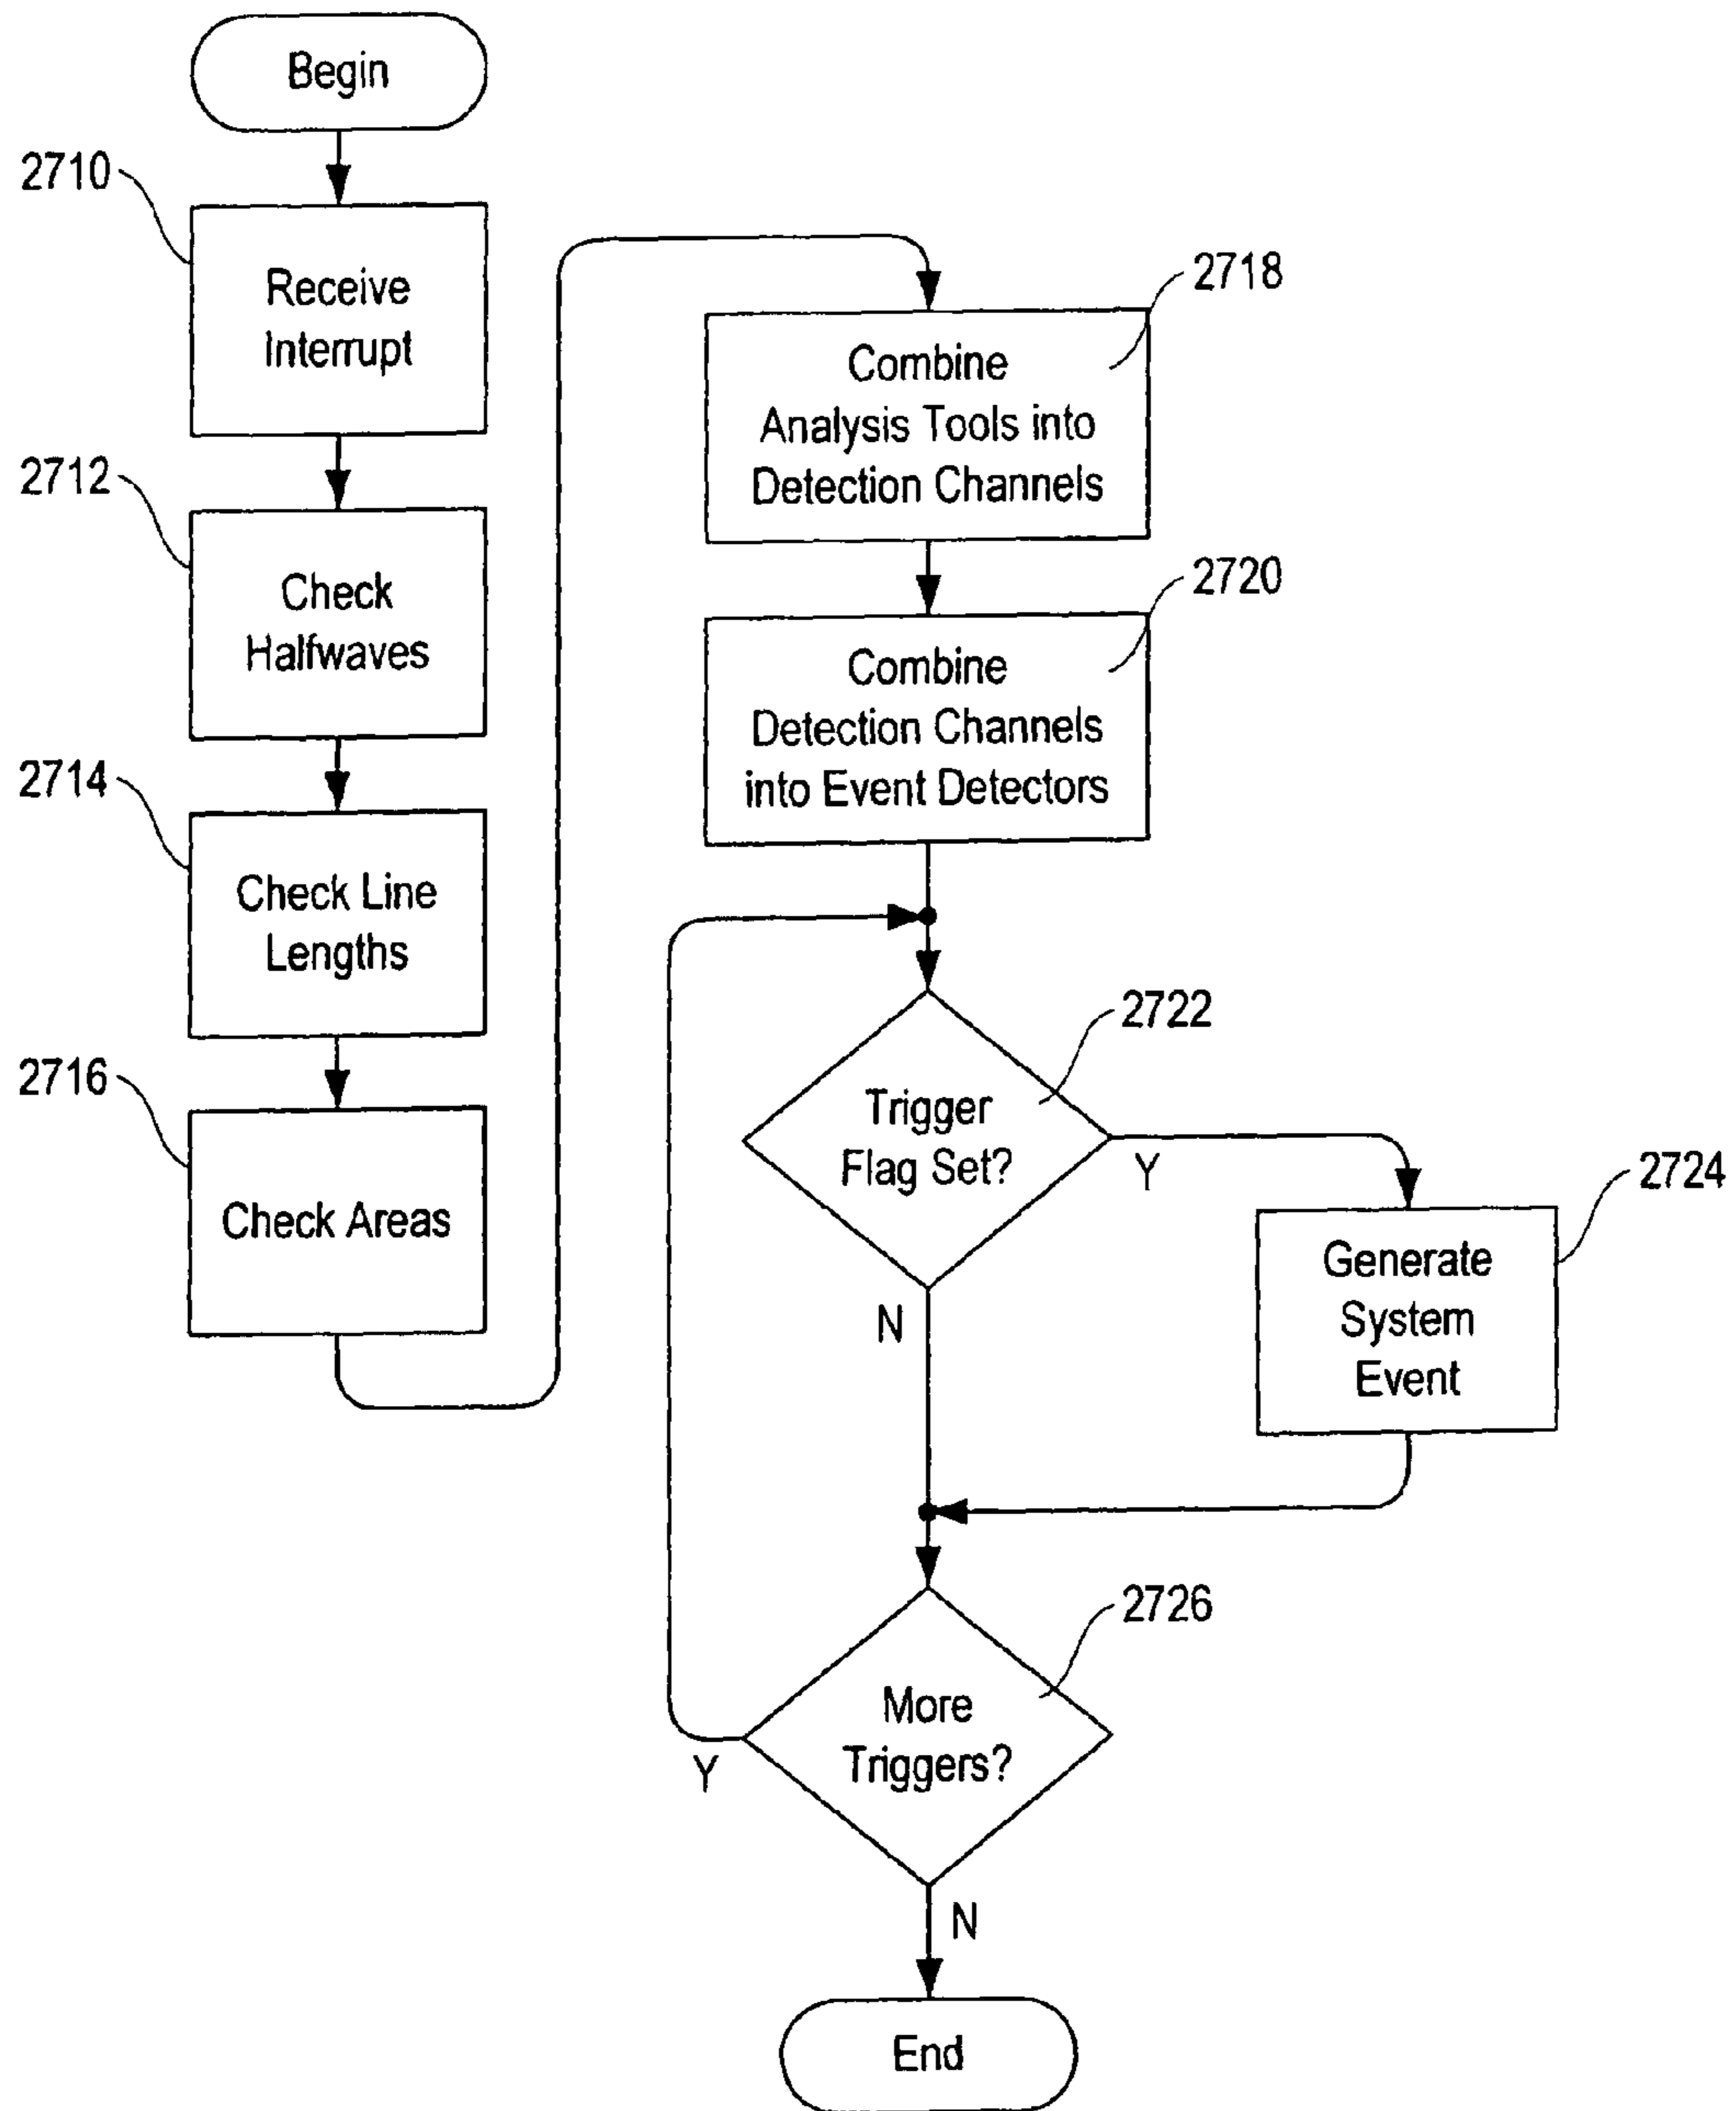 Begin
2710
Receive
Interrupt
2712
Check
Halfwaves
2714
Check Line
Lengths
2716
Check Areas
2718
Combine
Analysis Tools into
Detection Channels
2720
Combine
Detection Channels
into Event Detectors
2722
Trigger
Flag Set?
Y
N
2724
Generate
System
Event
2726
More
Triggers?
Y
N
End